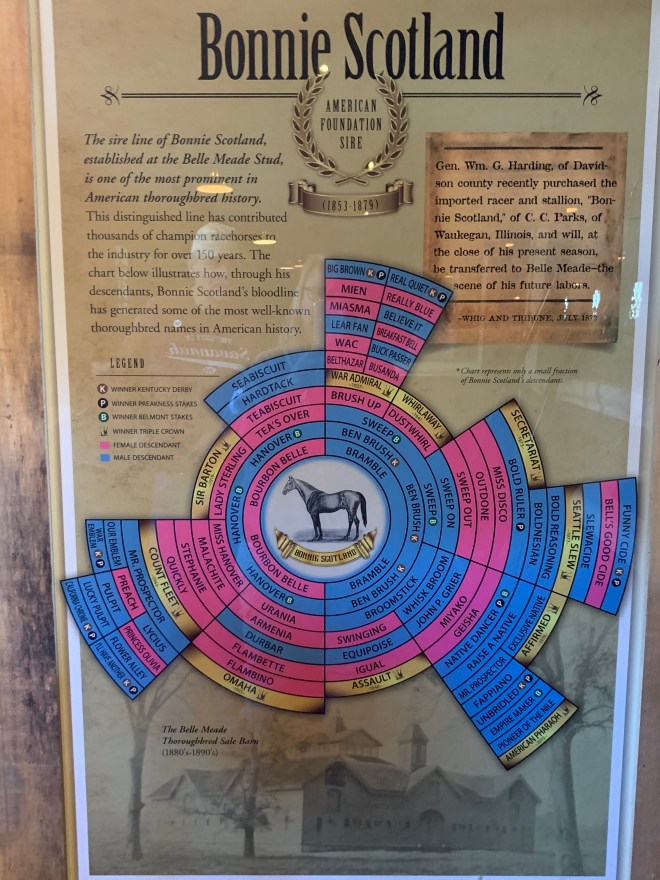 Bonnie Scotland
AMERICAN
FOUNDATION
SIRE
(1853-1879)
The sire line of Bonnie Scotland,
established at the Belle Meade Stud,
is one of the most prominent in
American thoroughbred history.
This distinguished line has contributed
thousands of champion racehorses to
the industry for over 150 years. The
chart below illustrates how, through his
descendants, Bonnie Scotland's bloodline
has generated some of the most well-known
thoroughbred names in American history.
Gen. Wm. G. Harding, of David-
son county recently purchased the
imported racer and stallion, "Bon-
nie Scotland," of C. C. Parks, of
Waukegan, Illinois, and will, at
the close of his present season,
be transferred to Belle Meade—the
scene of his future labors.
-WHIG AND TRIBUNE, JULY
*Chart represents only a small fraction
of Bonnie Scotland's descendants.
LEGEND
K WINNER KENTUCKY DERBY
P WINNER PREAKNESS STAKES
B WINNER BELMONT STAKES
WINNER TRIPLE CROWN
FEMALE DESCENDANT
MALE DESCENDANT
BIG BROWN K P
REAL QUIET K P
MIEN
REALLY BLUE
MIASMA
BELIEVE IT
LEAR FAN
BREAKFAST BELL
WAC
BUCK PASSER
BELTHAZAR
BUSANDA
WAR ADMIRAL
WHIRLAWAY
BRUSH UP
DUSTWHIRL
SWEEP B
BEN BRUSH K
BRAMBLE
SEABISCUIT
HARDTACK
TEABISCUIT
TEA'S OVER
HANOVER B
BOURBON BELLE
SIR BARTON
LADY STERLING
HANOVER B
BEN BRUSH K
SWEEP B
SWEEP ON
SWEEP OUT
OUTDONE
MISS DISCO
BOLD RULER P
SECRETARIAT
BOLDNESIAN
BOLD REASONING
SEATTLE SLEW
SLEWACIDE
BELL'S GOOD CIDE
FUNNY CIDE K P
BONNIE SCOTLAND
BOURBON BELLE
HANOVER B
MISS HANOVER
MALACHITE
STEPHANIE
QUICKLY
COUNT FLEET
MR. PROSPECTOR
OUR EMBLEM
WAR EMBLEM K P
LYCIUS
PREACH
PULPIT
LUCKY PULPIT
CALIFORNIA CHROME K P
PRINCESS OLIVIA
FLOWER ALLEY
I'LL HAVE ANOTHER K P
URANIA
ARMENIA
DURBAR
FLAMBETTE
FLAMBINO
OMAHA
BRAMBLE
BEN BRUSH K
BROOMSTICK
SWINGING
EQUIPOISE
IGUAL
ASSAULT
WHISK BROOM
JOHN P. GRIER
MIYAKO
GEISHA
NATIVE DANCER P B
RAISE A NATIVE
EXCLUSIVE NATIVE
AFFIRMED
MR. PROSPECTOR
FAPPIANO
UNBRIDLED K
EMPIRE MAKER B
PIONEER OF THE NILE
AMERICAN PHARAOH
The Belle Meade
Thoroughbred Sale Barn
(1880's-1890's)